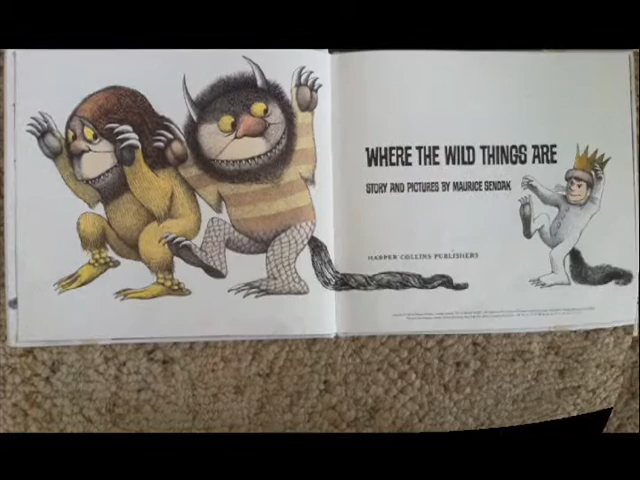 WHERE THE WILD THINGS ARE
STORY AND PICTURES BY MAURICE SENDAK
HARPER COLLINS PUBLISHERS